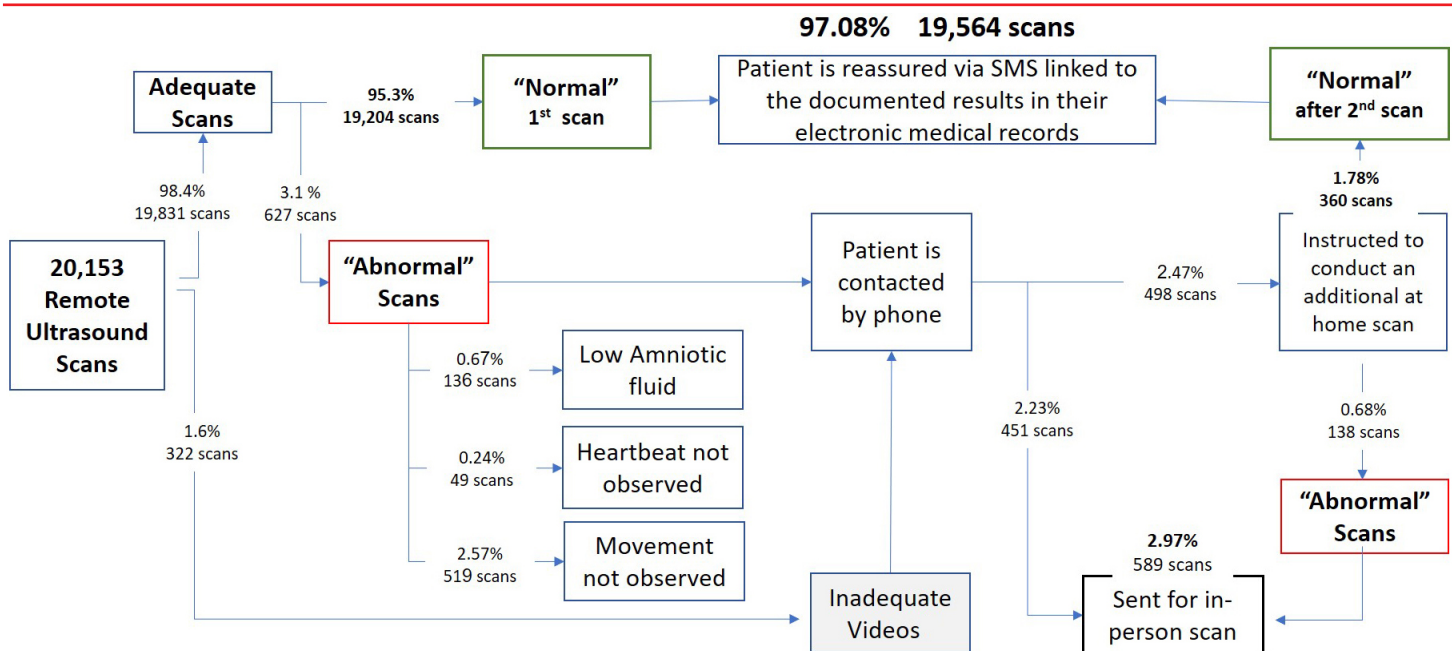 97.08% 19,564 scans
Adequate
Scans
95.3%
19,204 scans
“Normal”
1st scan
Patient is reassured via SMS linked to
the documented results in their
electronic medical records
“Normal”
after 2nd scan
98.4%
19,831 scans
3.1 %
627 scans
1.78%
360 scans
20,153
Remote
Ultrasound
Scans
“Abnormal”
Scans
Patient is
contacted
by phone
2.47%
498 scans
Instructed to
conduct an
additional at
home scan
0.67%
136 scans
Low Amniotic
fluid
1.6%
322 scans
2.23%
451 scans
0.68%
138 scans
0.24%
49 scans
Heartbeat not
observed
“Abnormal”
Scans
2.57%
519 scans
Movement
not observed
2.97%
589 scans
Inadequate
Videos
Sent for in-
person scan